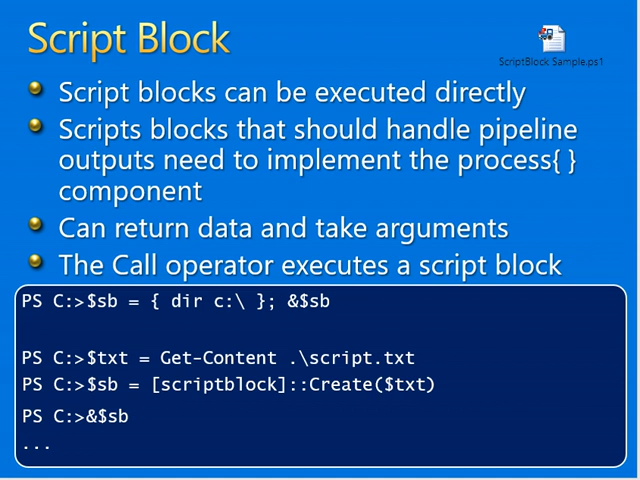 Script Block
ScriptBlock Sample.ps1
Script blocks can be executed directly
Scripts blocks that should handle pipeline
outputs need to implement the process{ }
component
Can return data and take arguments
The Call operator executes a script block
PS C:>$sb = { dir c:\ }; &$sb
PS C:>$txt = Get-Content .\script.txt
PS C:>$sb = [scriptblock]::Create($txt)
PS C:>&$sb
...